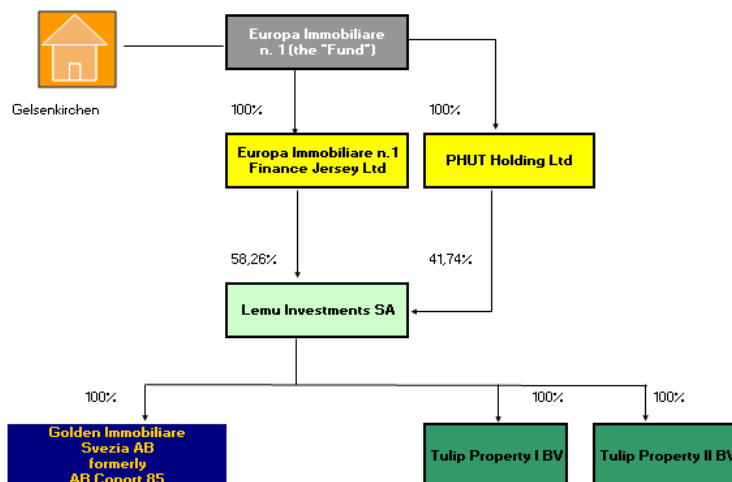 Europa Immobiliare
n. 1 (the "Fund")
Gelsenkirchen
100%
100%
Europa Immobiliare n.1
Finance Jersey Ltd
PHUT Holding Ltd
58,26%
41,74%
Lemu Investments SA
100%
100%
100%
Golden Immobiliare
Svezia AB
formerly
AB Coport 85
Tulip Property I BV
Tulip Property II BV